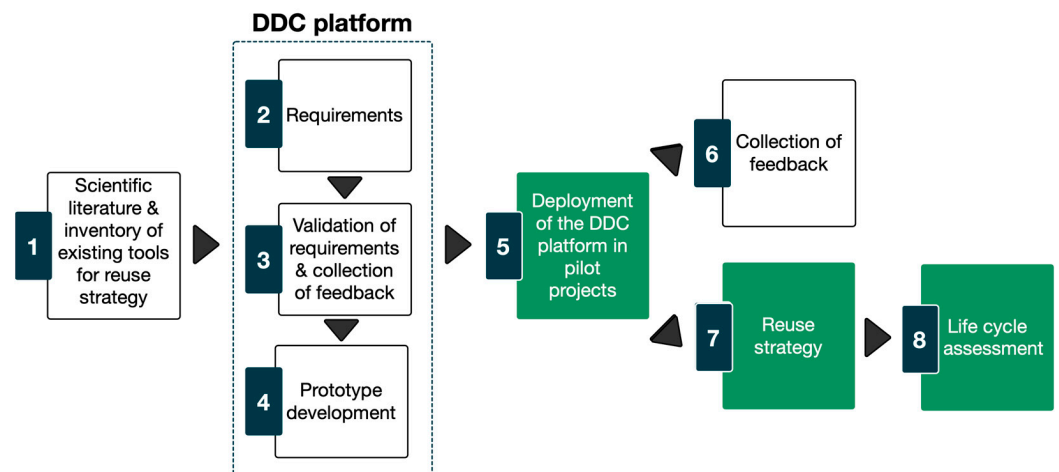 DDC platform
1
Scientific
literature &
inventory of
existing tools
for reuse
strategy
2
Requirements
3
Validation of
requirements
& collection
of feedback
4
Prototype
development
5
Deployment
of the DDC
platform in
pilot
projects
6
Collection of
feedback
7
Reuse
strategy
8
Life cycle
assessment